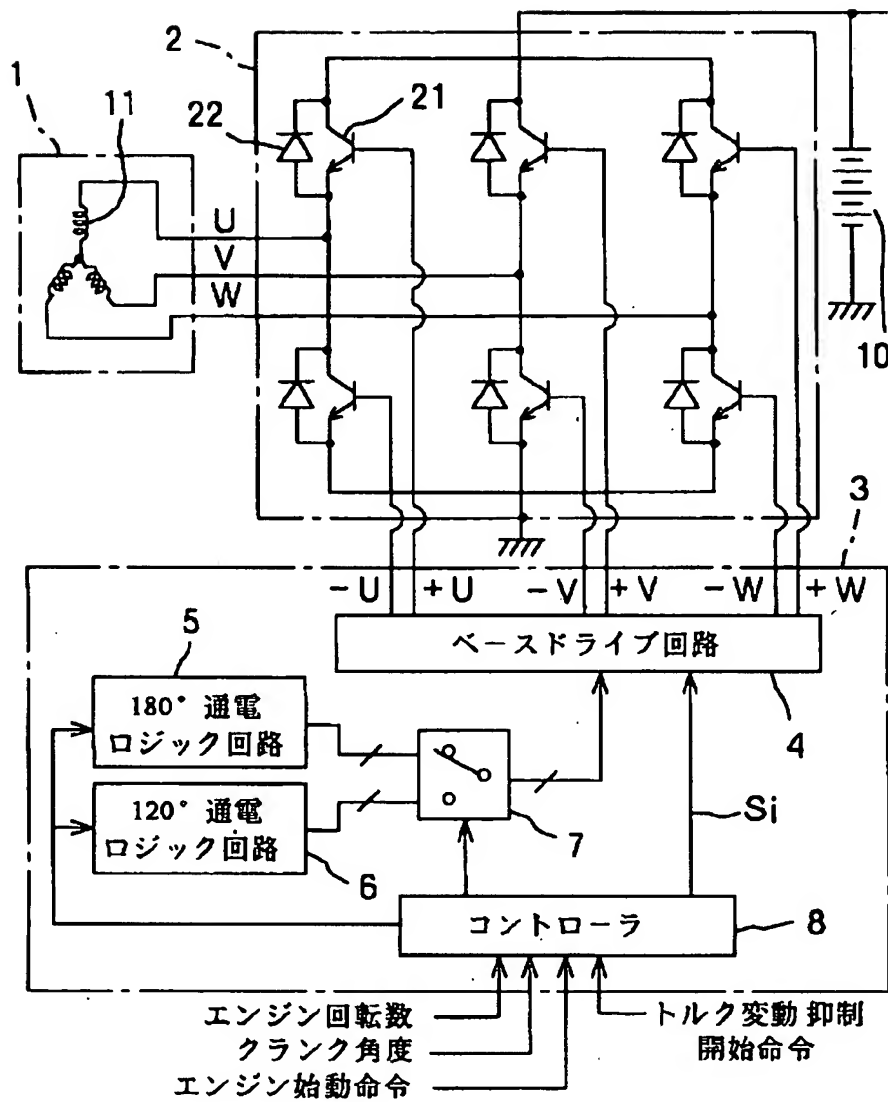 2
1
11
22
21
U
V
W
10
3
-U +U -V +V -W +W
ベースドライブ回路
5
4
180° 通電
ロジック回路
120° 通電
ロジック回路
6
7
Si
コントローラ
8
エンジン回転数
クランク角度
エンジン始動命令
トルク変動抑制
開始命令